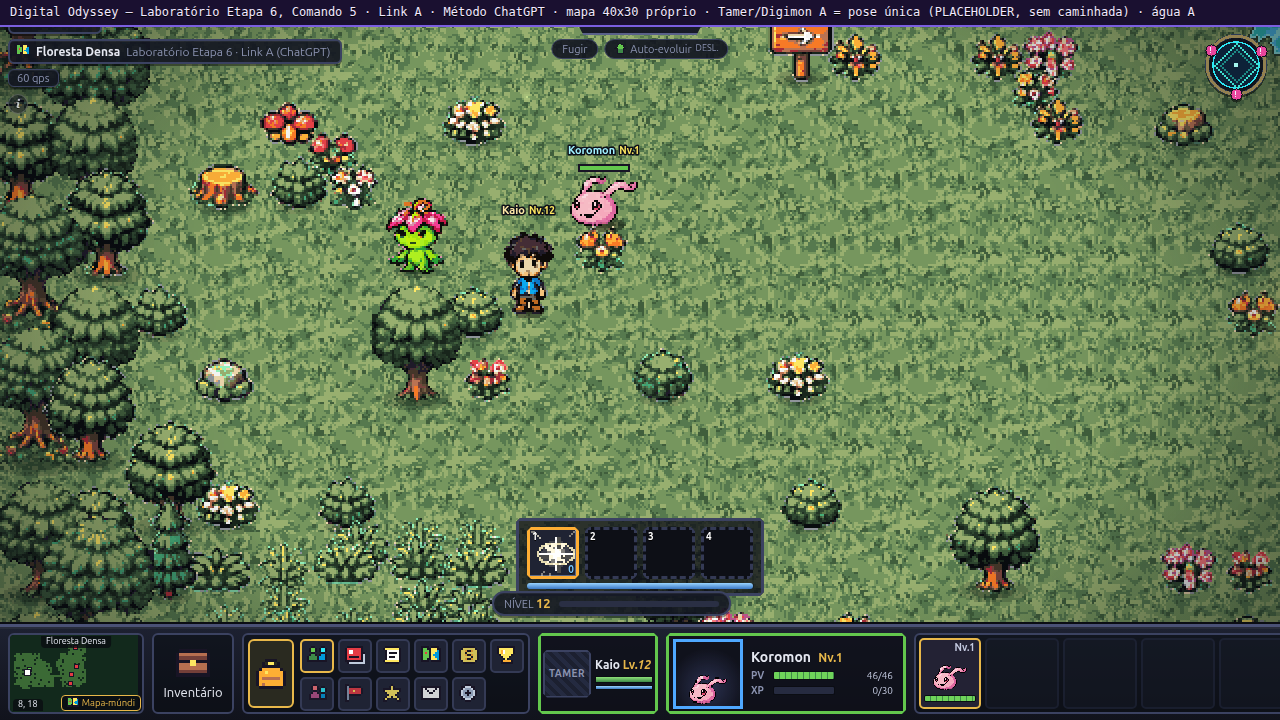 Digital Odyssey — Laboratório Etapa 6, Comando 5 · Link A · Método ChatGPT · mapa 40x30 próprio · Tamer/Digimon A = pose única (PLACEHOLDER, sem caminhada) · água A
Floresta Densa Laboratório Etapa 6 · Link A (ChatGPT)
Fugir
Auto-evoluir DESL.
60 qps
i
Koromon Nv.1
Kaio Nv.12
1
0
2
3
4
NÍVEL 12
Floresta Densa
8, 18
Mapa-múndi
Inventário
TAMER
Kaio Lv.12
Koromon Nv.1
PV 46/46
XP 0/30
Nv.1